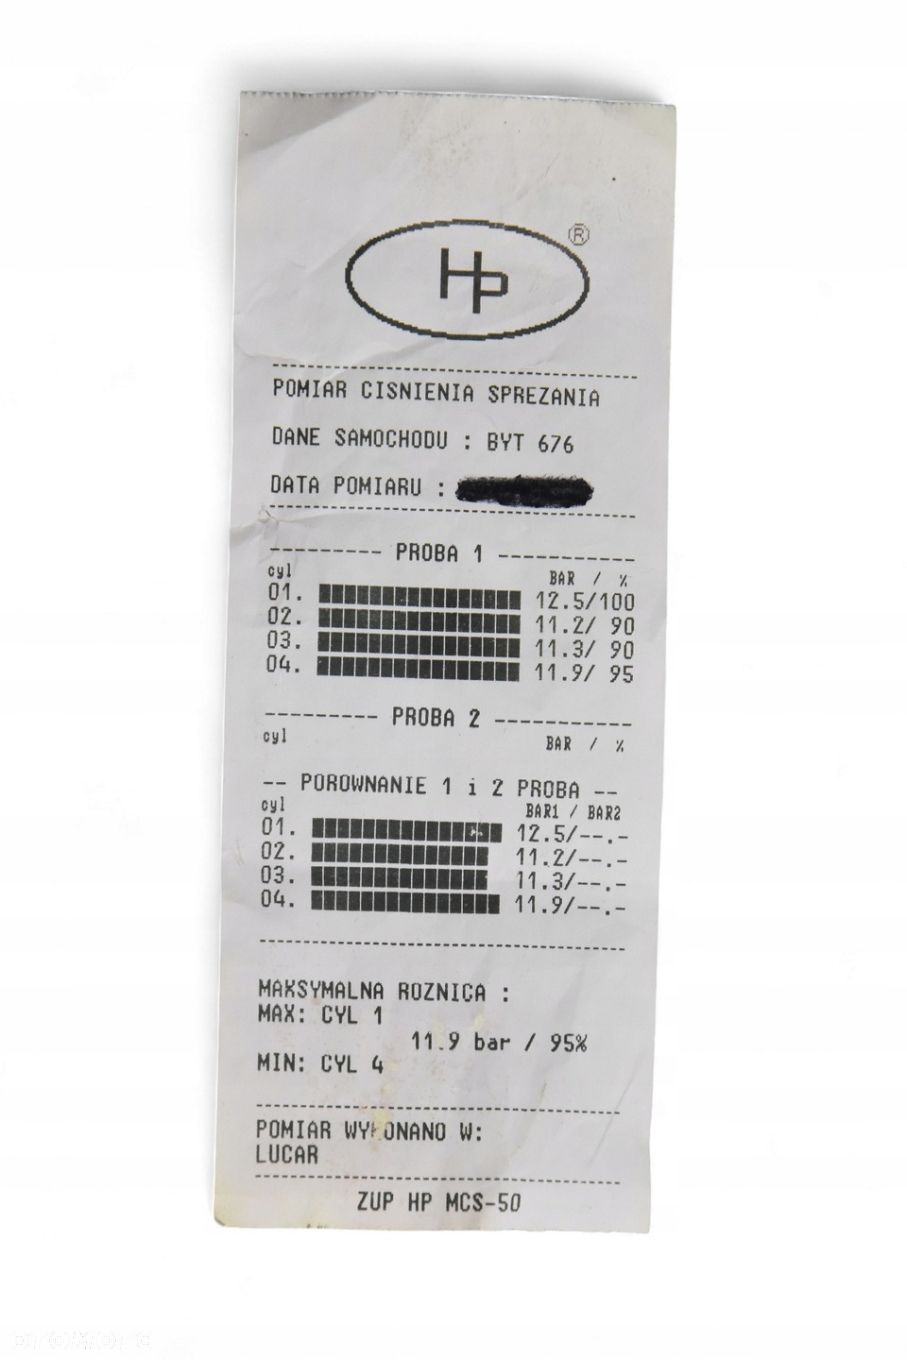 HP ®
POMIAR CISNIENIA SPREZANIA
DANE SAMOCHODU : BYT 676
DATA POMIARU :
--------- PROBA 1 -----------
cyl BAR / %
01. 12.5/100
02. 11.2/ 90
03. 11.3/ 90
04. 11.9/ 95
--------- PROBA 2 -----------
cyl BAR / %
-- POROWNANIE 1 i 2 PROBA --
cyl BAR1 / BAR2
01. 12.5/--.-
02. 11.2/--.-
03. 11.3/--.-
04. 11.9/--.-
MAKSYMALNA ROZNICA :
MAX: CYL 1
11.9 bar / 95%
MIN: CYL 4
POMIAR WYKONANO W:
LUCAR
ZUP HP MCS-50